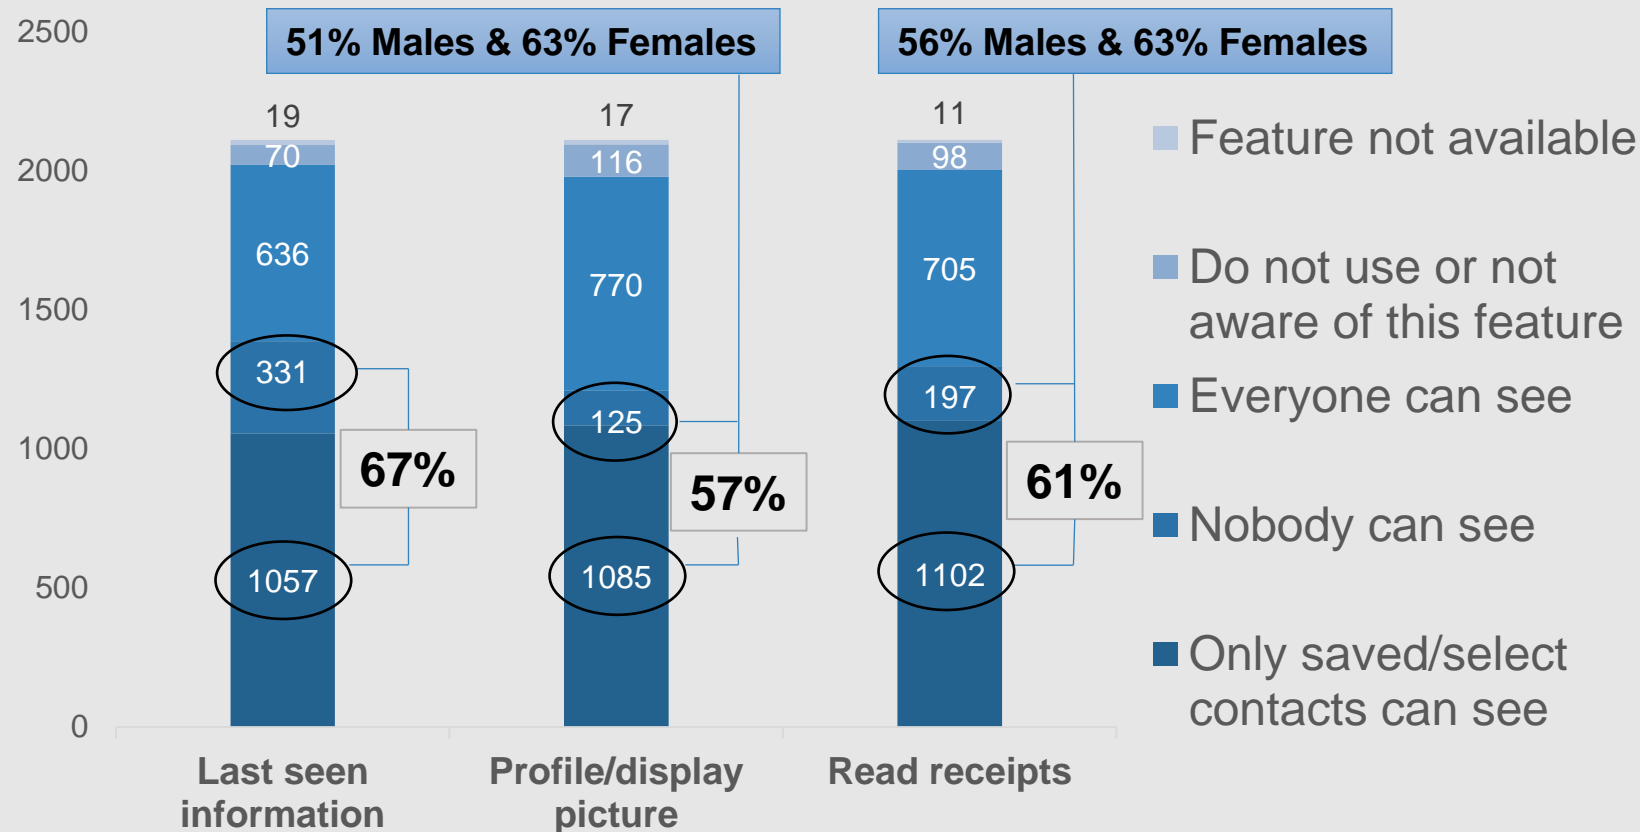 2500
2000
1500
1000
500
0
51% Males & 63% Females
56% Males & 63% Females
19
70
636
331
1057
67%
17
116
770
125
1085
57%
11
98
705
197
1102
61%
Last seen
information
Profile/display
picture
Read receipts
Feature not available
Do not use or not
aware of this feature
Everyone can see
Nobody can see
Only saved/select
contacts can see